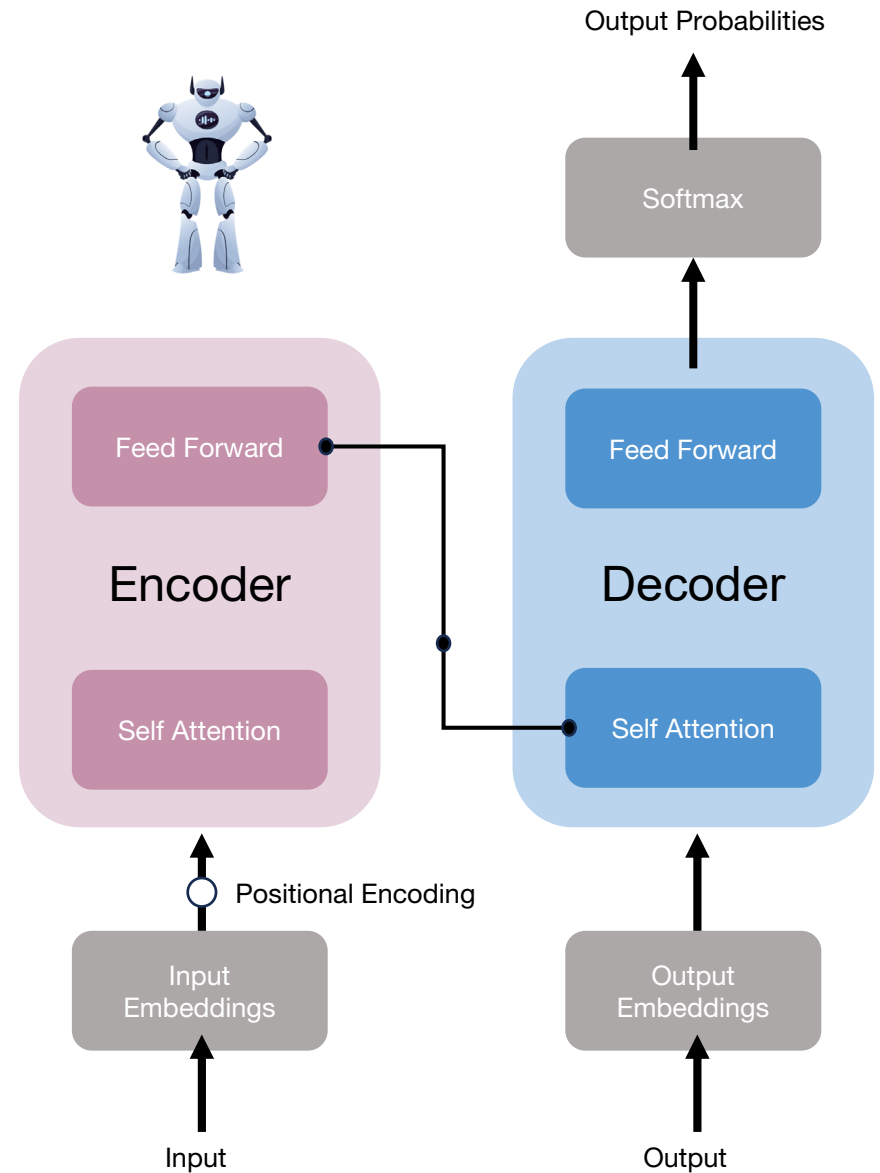 Output Probabilities
Softmax
Feed Forward
Feed Forward
Encoder
Decoder
Self Attention
Self Attention
Positional Encoding
Input
Embeddings
Output
Embeddings
Input
Output